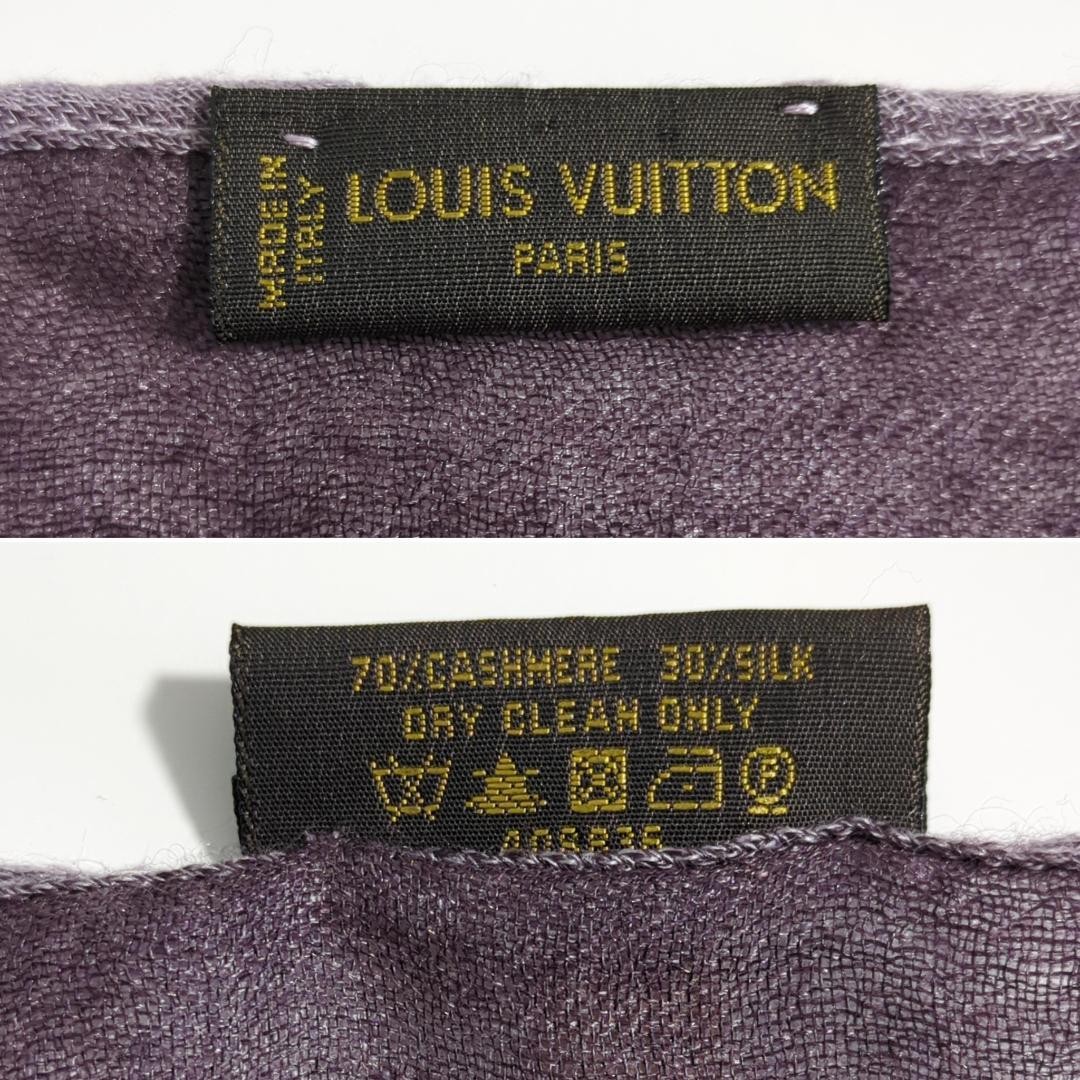 MADE IN
ITALY
LOUIS VUITTON
PARIS
70%CASHMERE 30%SILK
DRY CLEAN ONLY
P